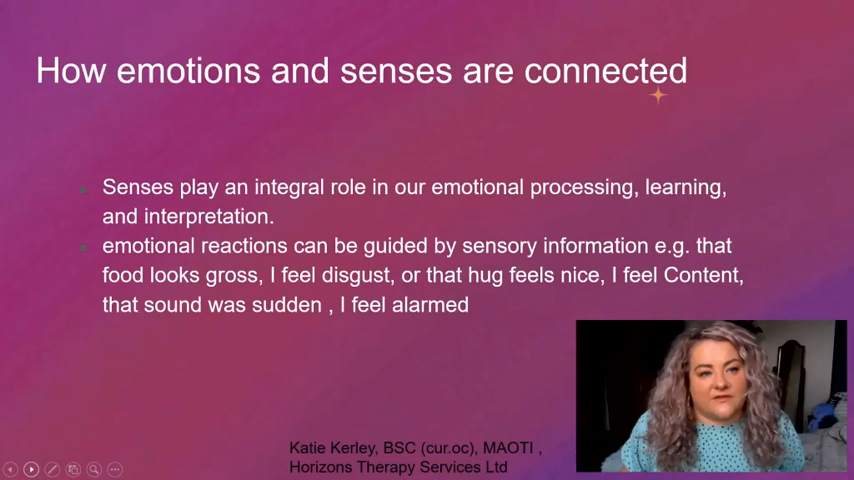 How emotions and senses are connected
Senses play an integral role in our emotional processing, learning,
and interpretation.
emotional reactions can be guided by sensory information e.g. that
food looks gross, I feel disgust, or that hug feels nice, I feel Content,
that sound was sudden , I feel alarmed
Katie Kerley, BSC (cur.oc), MAOTI ,
Horizons Therapy Services Ltd